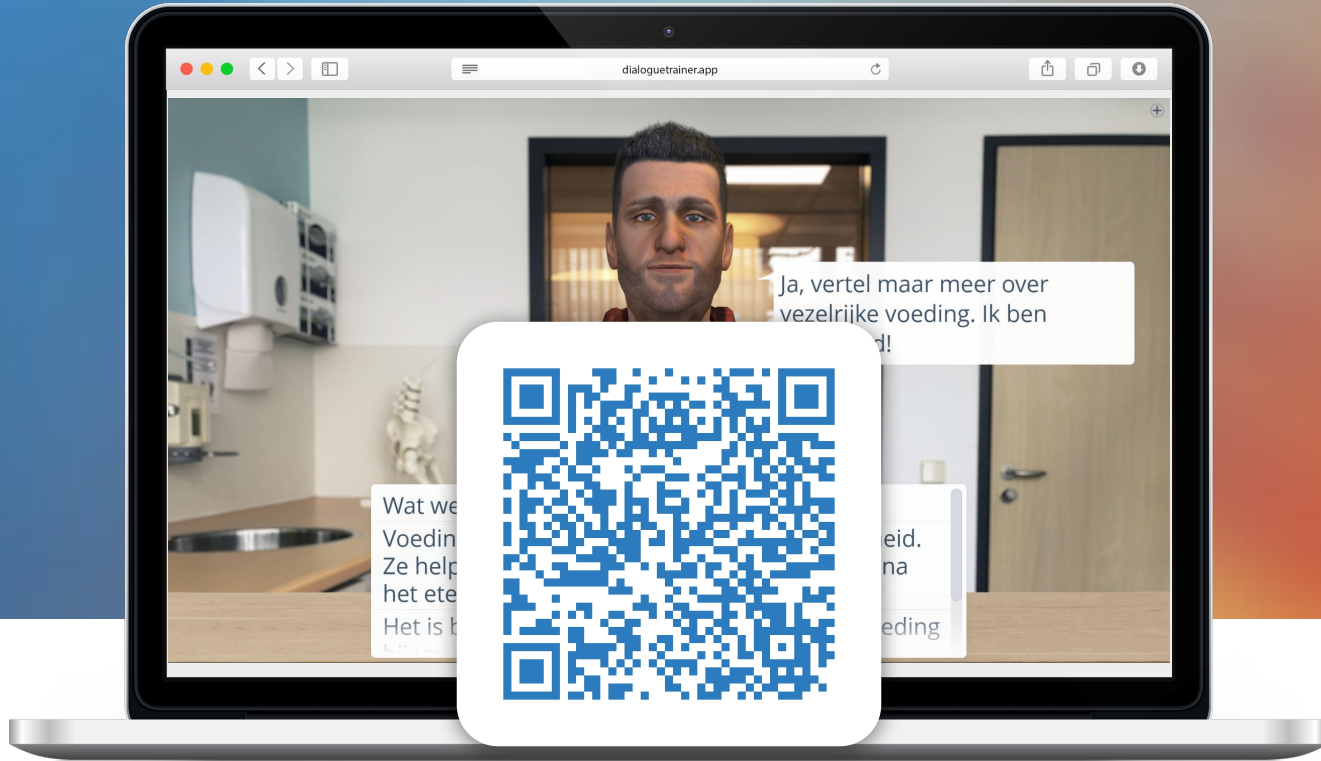 dialoguetrainer.app
Ja, vertel maar meer over
vezelrijke voeding. Ik ben
d!
Wat we
Voedin eid.
Ze help na
het ete
Het is b eding